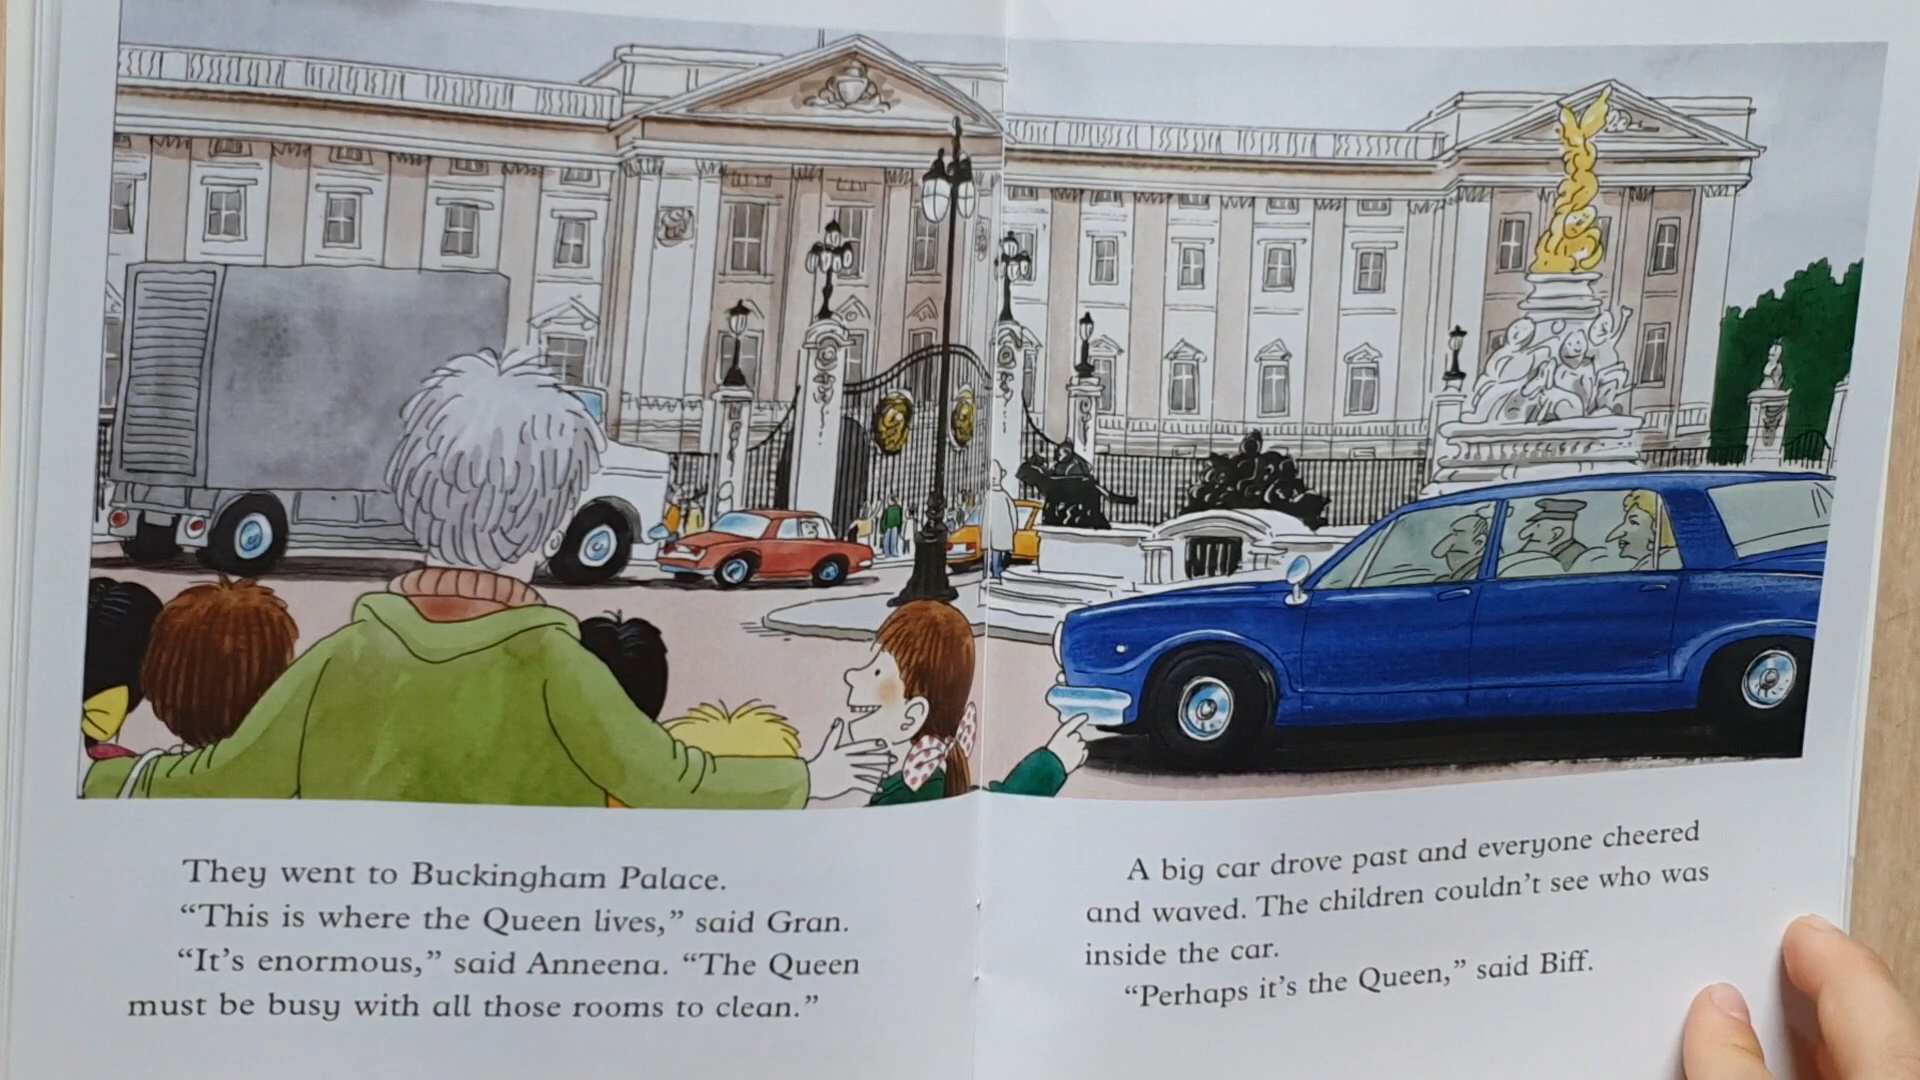 They went to Buckingham Palace.
“This is where the Queen lives,” said Gran.
“It’s enormous,” said Anneena. “The Queen
must be busy with all those rooms to clean.”
A big car drove past and everyone cheered
and waved. The children couldn’t see who was
inside the car.
“Perhaps it’s the Queen,” said Biff.